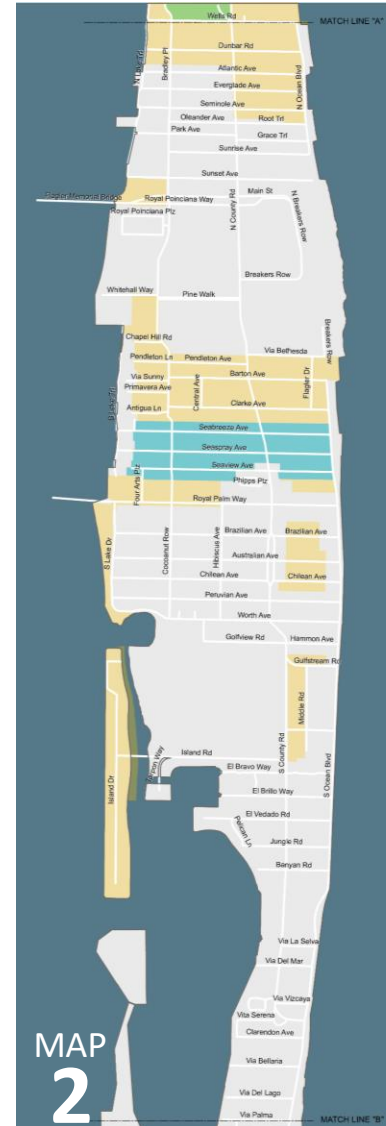 Wells Rd
MATCH LINE "A"
Dunbar Rd
N Lake Trl
Bradley Pl
Atlantic Ave
N Ocean Blvd
Everglade Ave
Seminole Ave
Oleander Ave
Root Trl
Park Ave
Grace Trl
Sunrise Ave
Sunset Ave
Flagler Memorial Bridge
Royal Poinciana Way
Main St
N County Rd
N Breakers Row
Royal Poinciana Plz
Breakers Row
Whitehall Way
Pine Walk
Breakers Row
Chapel Hill Rd
Via Bethesda
Pendleton Ln
Pendleton Ave
Via Sunny
Barton Ave
Primavera Ave
Central Ave
Flagler Dr
Antigua Ln
Clarke Ave
Seabreeze Ave
Seaspray Ave
Seaview Ave
Four Arts Plz
Phipps Plz
Royal Palm Way
S Lake Dr
Cocoanut Row
Hibiscus Ave
Brazilian Ave
Brazilian Ave
Australian Ave
Chilean Ave
Chilean Ave
Peruvian Ave
Worth Ave
Golfview Rd
Hammon Ave
Gulfstream Rd
Middle Rd
S County Rd
S Ocean Blvd
Island Rd
Tarpon Way
Island Dr
El Bravo Way
El Brillo Way
El Vedado Rd
Pelican Ln
Jungle Rd
Banyan Rd
Via La Selva
Via Del Mar
Via Vizcaya
Vita Serena
Clarendon Ave
Via Bellaria
Via Del Lago
Via Palma
MATCH LINE "B"
MAP
2